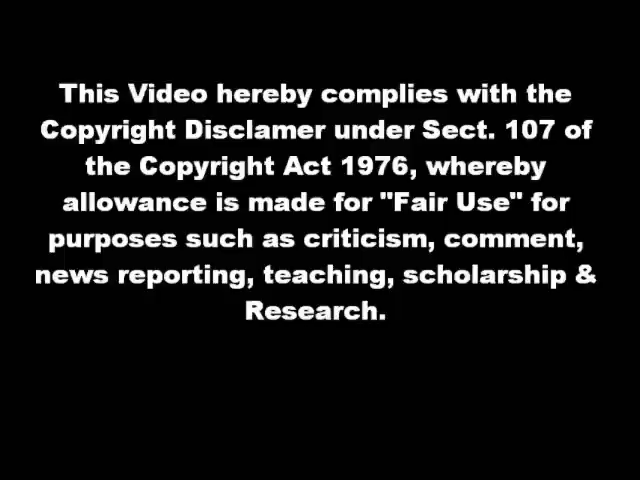 This Video hereby complies with the
Copyright Disclamer under Sect. 107 of
the Copyright Act 1976, whereby
allowance is made for "Fair Use" for
purposes such as criticism, comment,
news reporting, teaching, scholarship &
Research.